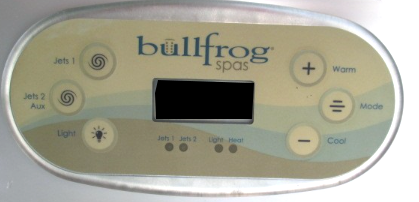 bullfrog®
spas
Jets 1
Jets 2
Aux
Light
Warm
Mode
Cool
Jets 1 Jets 2 Light Heat